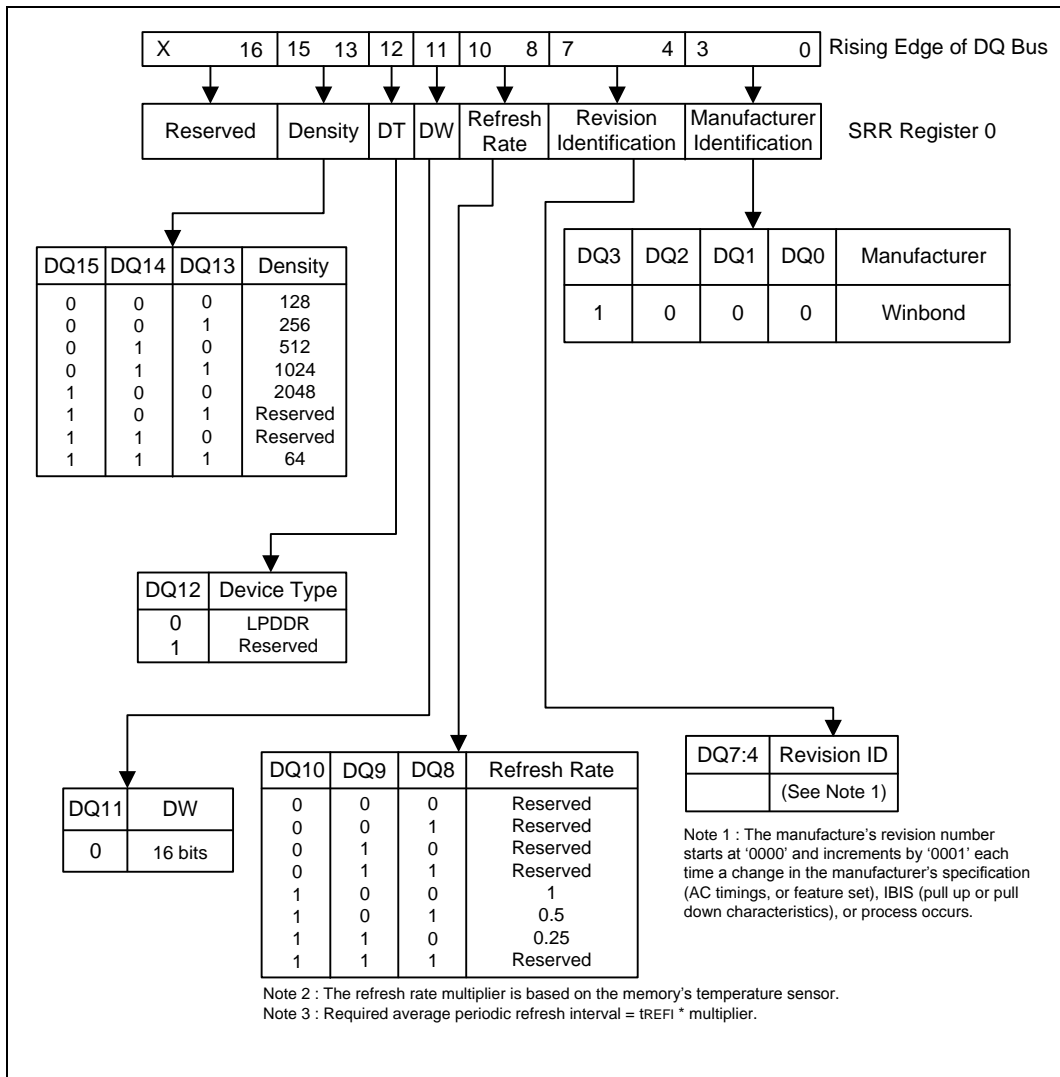 X 16 15 13 12 11 10 8 7 4 3 0 Rising Edge of DQ Bus
Reserved Density DT DW Refresh Rate Revision Identification Manufacturer Identification SRR Register 0
DQ15 DQ14 DQ13 Density
0 0 0 128
0 0 1 256
0 1 0 512
0 1 1 1024
1 0 0 2048
1 0 1 Reserved
1 1 0 Reserved
1 1 1 64
DQ3 DQ2 DQ1 DQ0 Manufacturer
1 0 0 0 Winbond
DQ12 Device Type
0 LPDDR
1 Reserved
DQ11 DW
0 16 bits
DQ10 DQ9 DQ8 Refresh Rate
0 0 0 Reserved
0 0 1 Reserved
0 1 0 Reserved
0 1 1 Reserved
1 0 0 1
1 0 1 0.5
1 1 0 0.25
1 1 1 Reserved
DQ7:4 Revision ID
(See Note 1)
Note 1 : The manufacture's revision number
starts at '0000' and increments by '0001' each
time a change in the manufacturer's specification
(AC timings, or feature set), IBIS (pull up or pull
down characteristics), or process occurs.
Note 2 : The refresh rate multiplier is based on the memory's temperature sensor.
Note 3 : Required average periodic refresh interval = tREFI * multiplier.